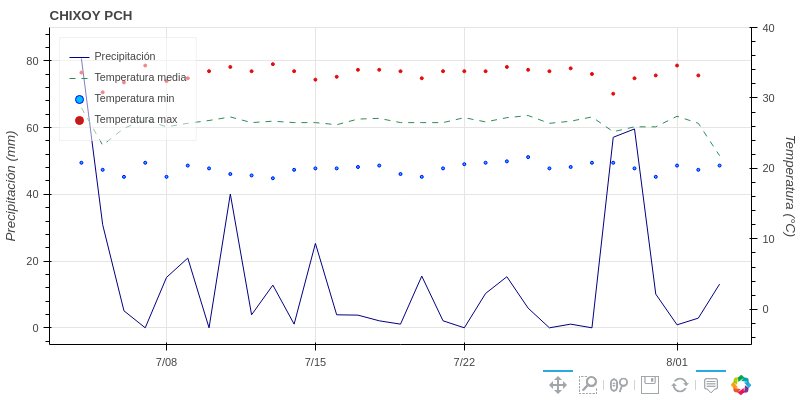 CHIXOY PCH
Precipitación
Temperatura media
Temperatura min
Temperatura max
80
60
40
20
0
Precipitación (mm)
40
30
20
10
0
Temperatura (°C)
7/08
7/15
7/22
8/01